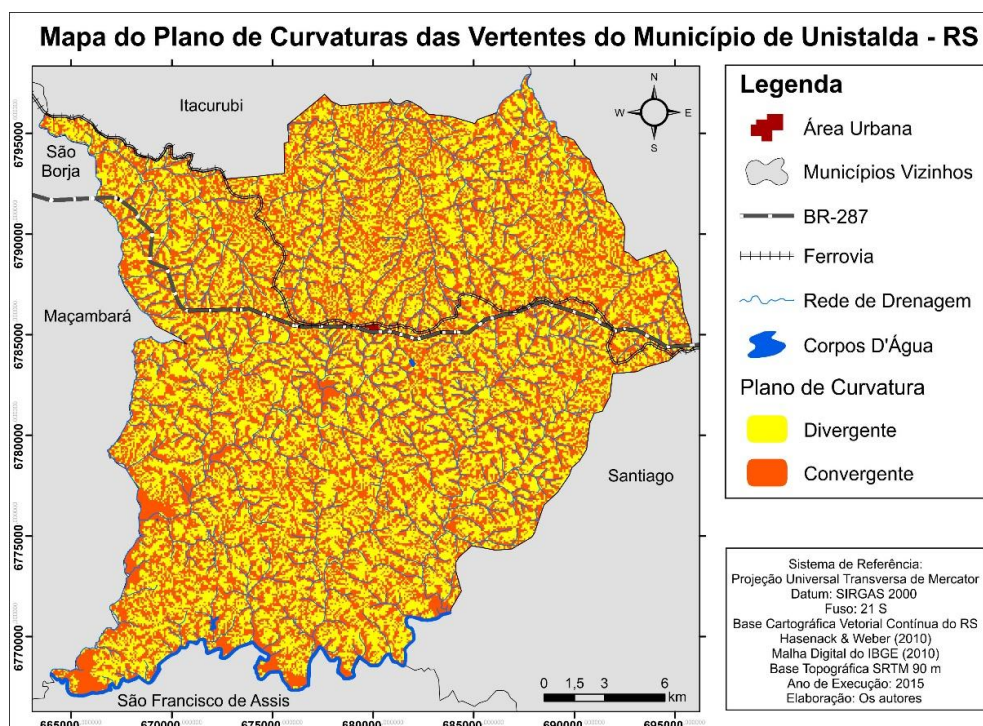 Mapa do Plano de Curvaturas das Vertentes do Município de Unistalda - RS
Itacurubi
São
Borja
Maçambará
Santiago
São Francisco de Assis
N
W
E
S
6795000
6790000
6785000
6780000
6775000
6770000
665000
670000
675000
680000
685000
690000
695000
0 1,5 3 6
km
Legenda
Área Urbana
Municípios Vizinhos
BR-287
Ferrovia
Rede de Drenagem
Corpos D'Água
Plano de Curvatura
Divergente
Convergente
Sistema de Referência:
Projeção Universal Transversa de Mercator
Datum: SIRGAS 2000
Fuso: 21 S
Base Cartográfica Vetorial Contínua do RS
Hasenack & Weber (2010)
Malha Digital do IBGE (2010)
Base Topográfica SRTM 90 m
Ano de Execução: 2015
Elaboração: Os autores